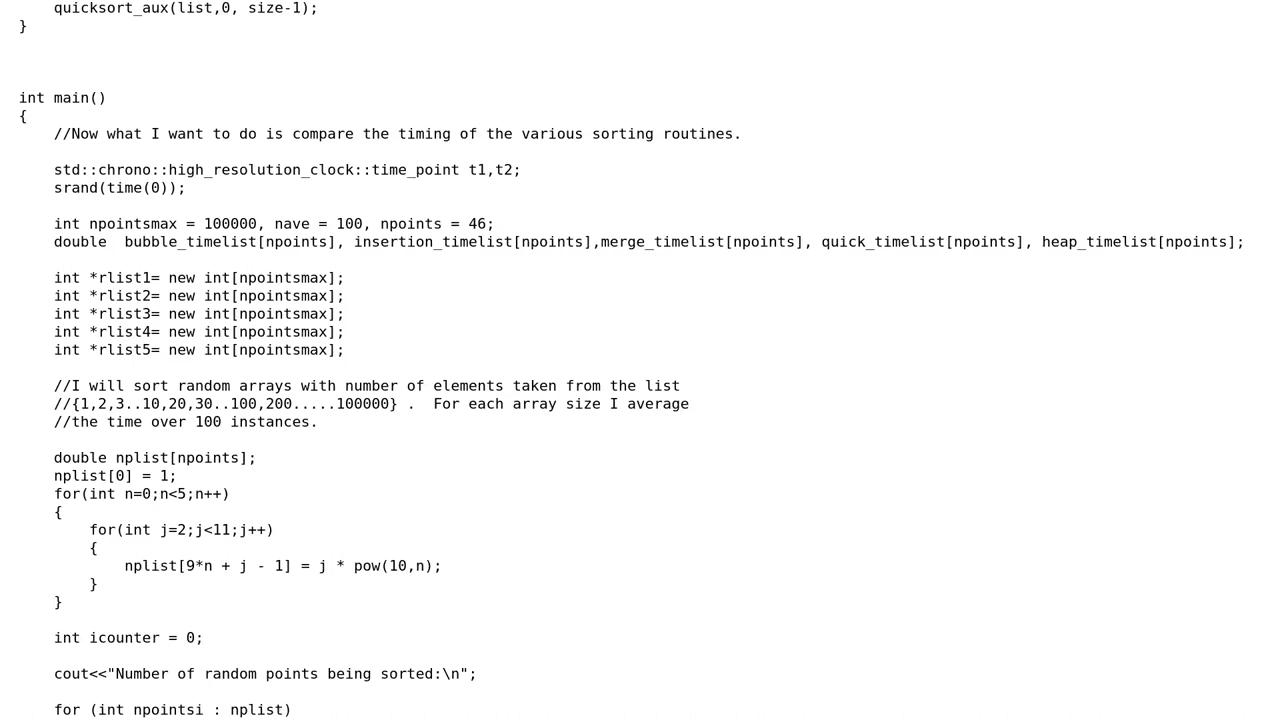 quicksort_aux(list,0, size-1);
}
int main()
{
//Now what I want to do is compare the timing of the various sorting routines.
std::chrono::high_resolution_clock::time_point t1,t2;
srand(time(0));
int npointsmax = 100000, nave = 100, npoints = 46;
double  bubble_timelist[npoints], insertion_timelist[npoints],merge_timelist[npoints], quick_timelist[npoints], heap_timelist[npoints];
int *rlist1= new int[npointsmax];
int *rlist2= new int[npointsmax];
int *rlist3= new int[npointsmax];
int *rlist4= new int[npointsmax];
int *rlist5= new int[npointsmax];
//I will sort random arrays with number of elements taken from the list
//{1,2,3..10,20,30..100,200.....100000} .  For each array size I average
//the time over 100 instances.
double nplist[npoints];
nplist[0] = 1;
for(int n=0;n<5;n++)
{
for(int j=2;j<11;j++)
{
nplist[9*n + j - 1] = j * pow(10,n);
}
}
int icounter = 0;
cout<<"Number of random points being sorted:\n";
for (int npointsi : nplist)